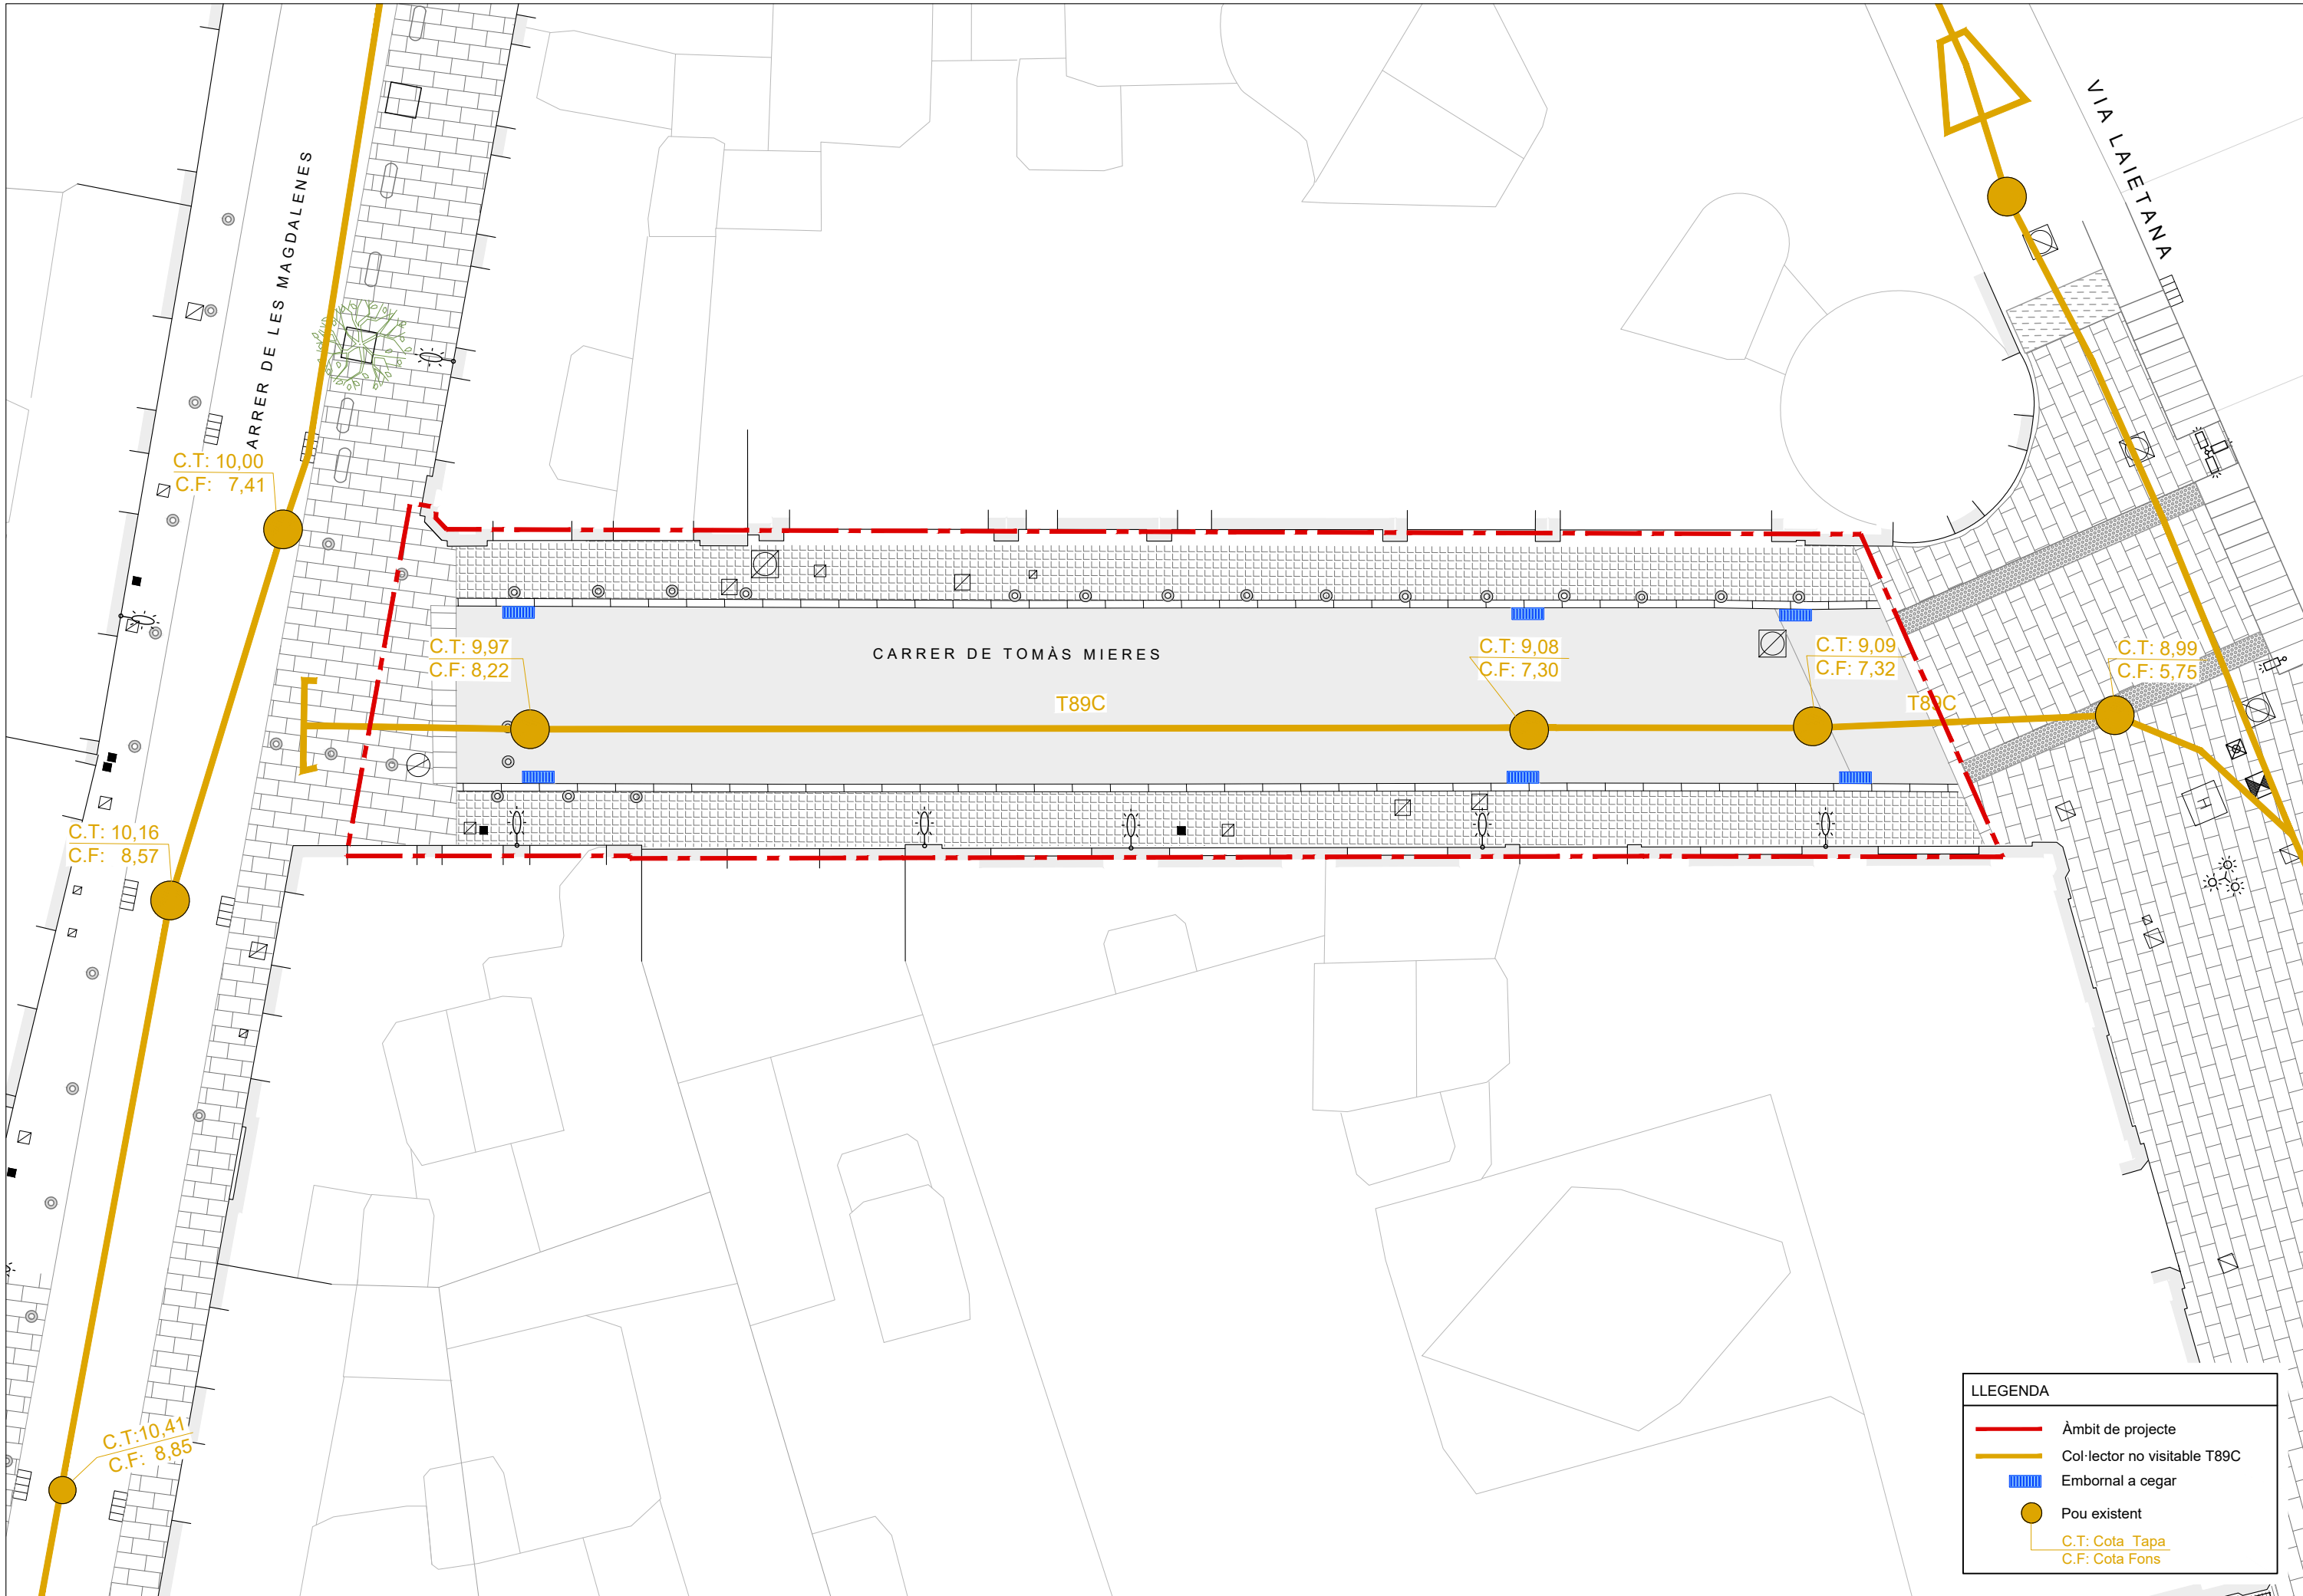 VIA LAIETANA
ARRER DE LES MAGDALENES
C.T: 10,00
C.F: 7,41
C.T: 9,97
C.F: 8,22
CARRER DE TOMÀS MIERES
C.T: 9,08
C.F: 7,30
C.T: 9,09
C.F: 7,32
C.T: 8,99
C.F: 5,75
T89C
T89C
C.T: 10,16
C.F: 8,57
C.T:10,41
C.F: 8,85
H
LLEGENDA
Àmbit de projecte
Col·lector no visitable T89C
Embornal a cegar
Pou existent
C.T: Cota Tapa
C.F: Cota Fons